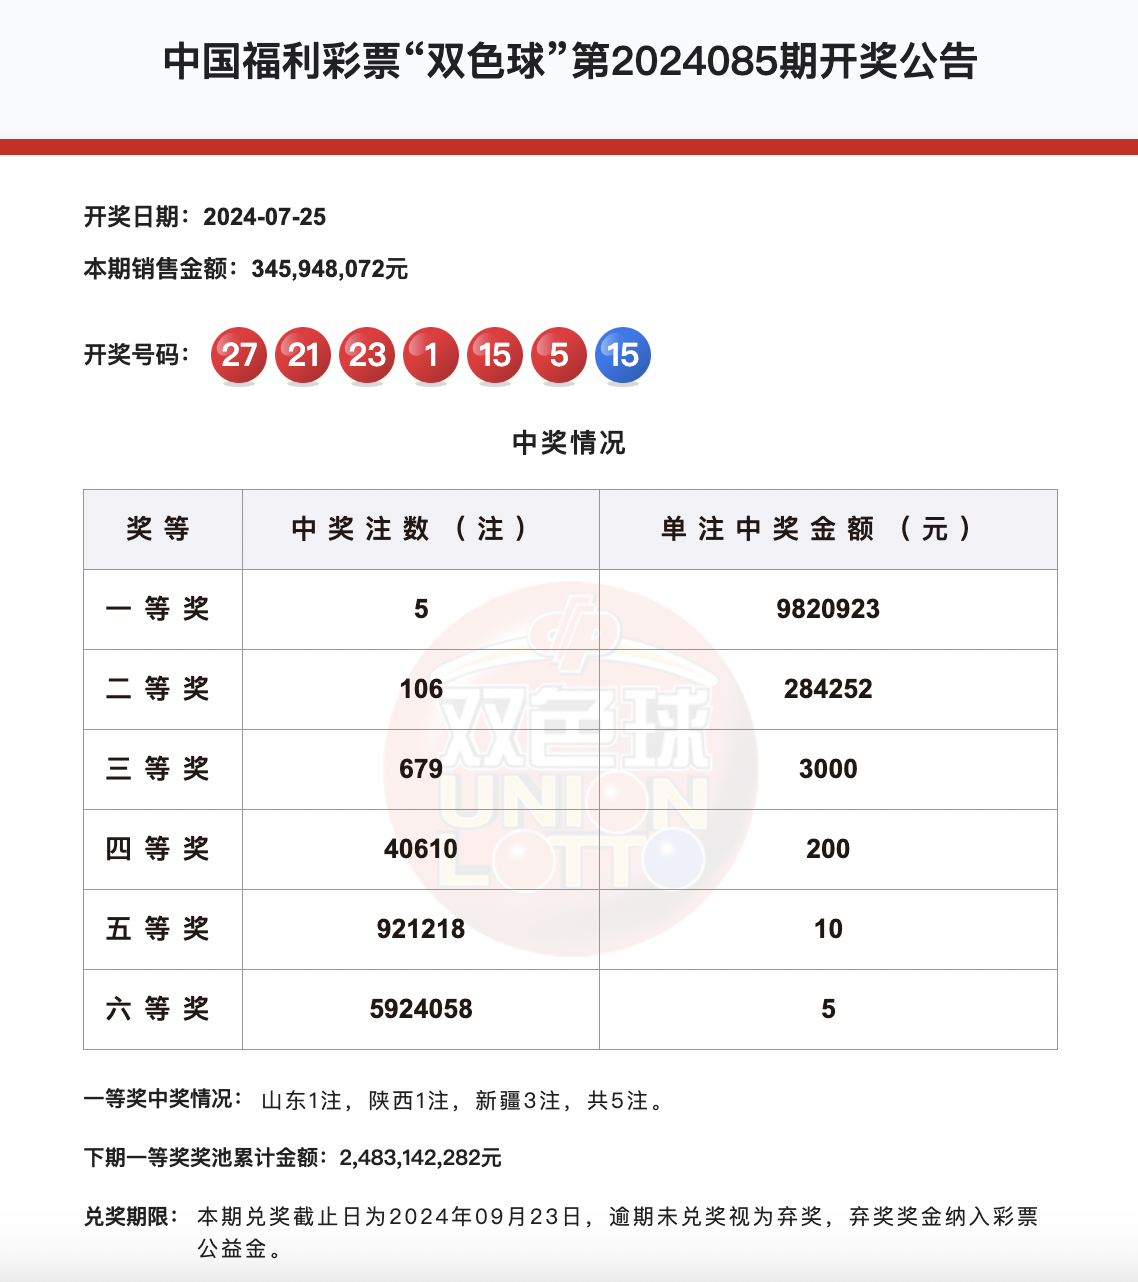 中国福利彩票“双色球”第2024085期开奖公告
开奖日期：2024-07-25
本期销售金额：345,948,072元
开奖号码： 27 21 23 1 15 5 15
中奖情况
奖等 中奖注数（注） 单注中奖金额（元）
一等奖 5 9820923
二等奖 106 284252
三等奖 679 3000
四等奖 40610 200
五等奖 921218 10
六等奖 5924058 5
双色球
UNION
LOTTO
一等奖中奖情况： 山东1注，陕西1注，新疆3注，共5注。
下期一等奖奖池累计金额：2,483,142,282元
兑奖期限： 本期兑奖截止日为2024年09月23日，逾期未兑奖视为弃奖，弃奖奖金纳入彩票
公益金。